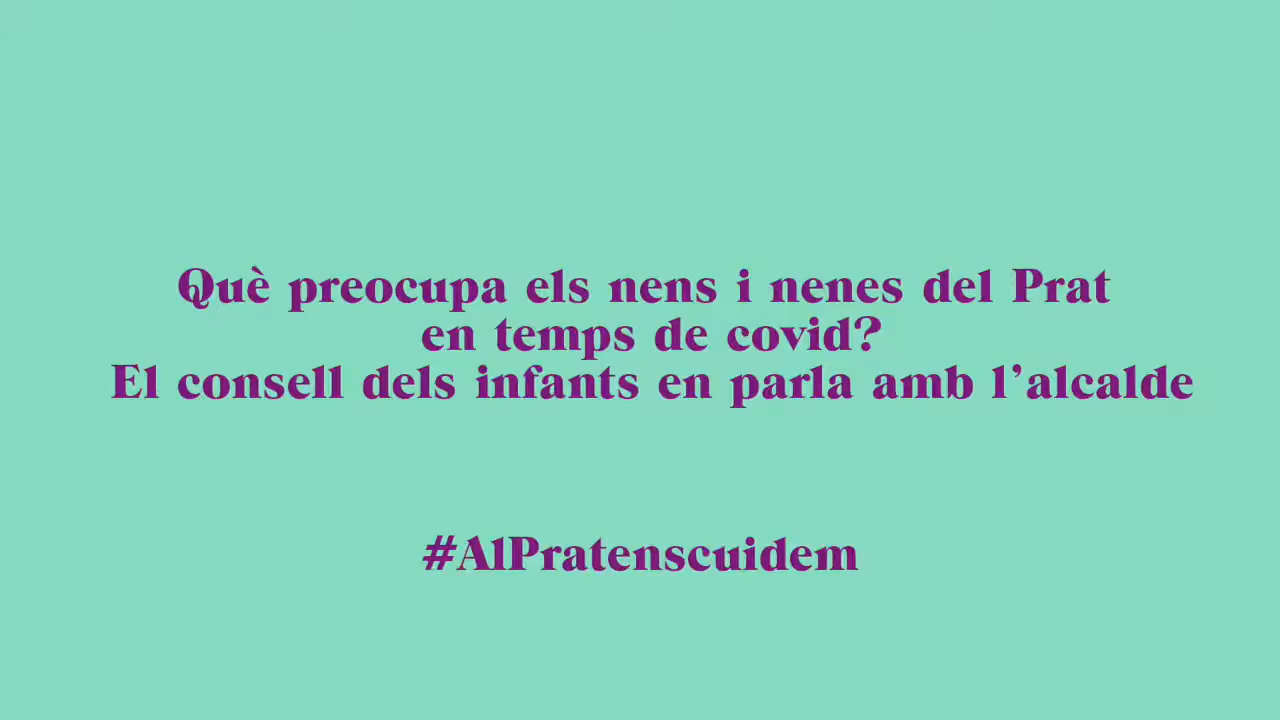 Què preocupa els nens i nenes del Prat
en temps de covid?
El consell dels infants en parla amb l'alcalde
#AlPratenscuidem